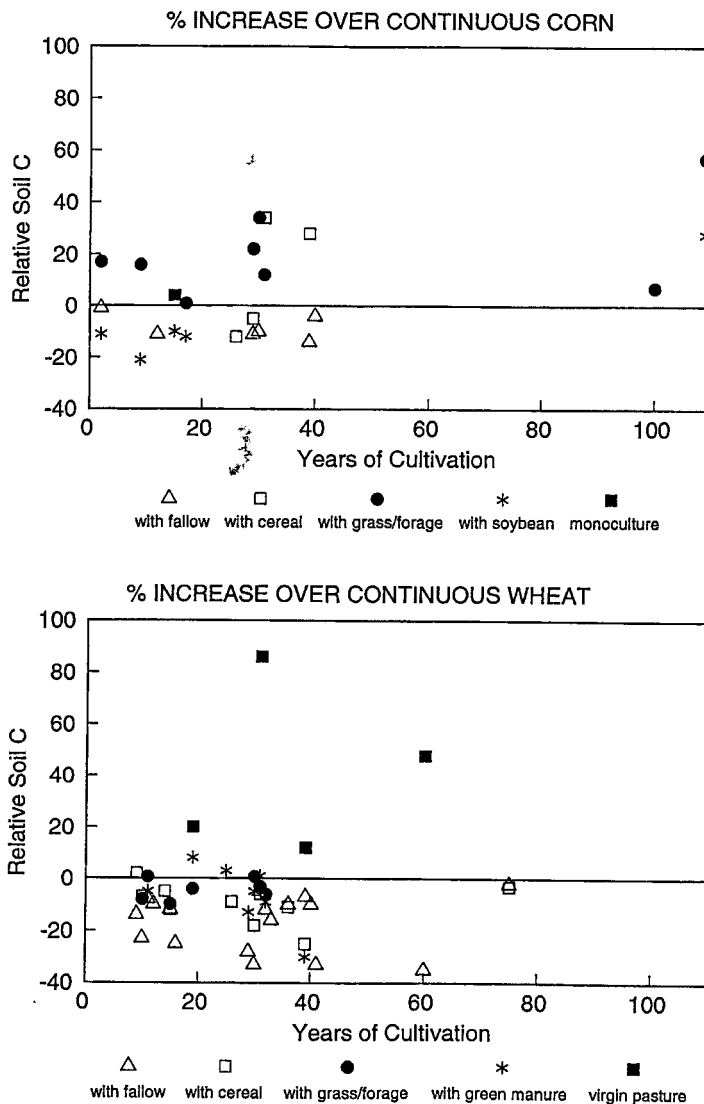 % INCREASE OVER CONTINUOUS CORN
100
80
60
40
20
0
-20
-40
Relative Soil C
0 20 40 60 80 100
Years of Cultivation
with fallow with cereal with grass/forage with soybean monoculture
% INCREASE OVER CONTINUOUS WHEAT
100
80
60
40
20
0
-20
-40
Relative Soil C
0 20 40 60 80 100
Years of Cultivation
with fallow with cereal with grass/forage with green manure virgin pasture